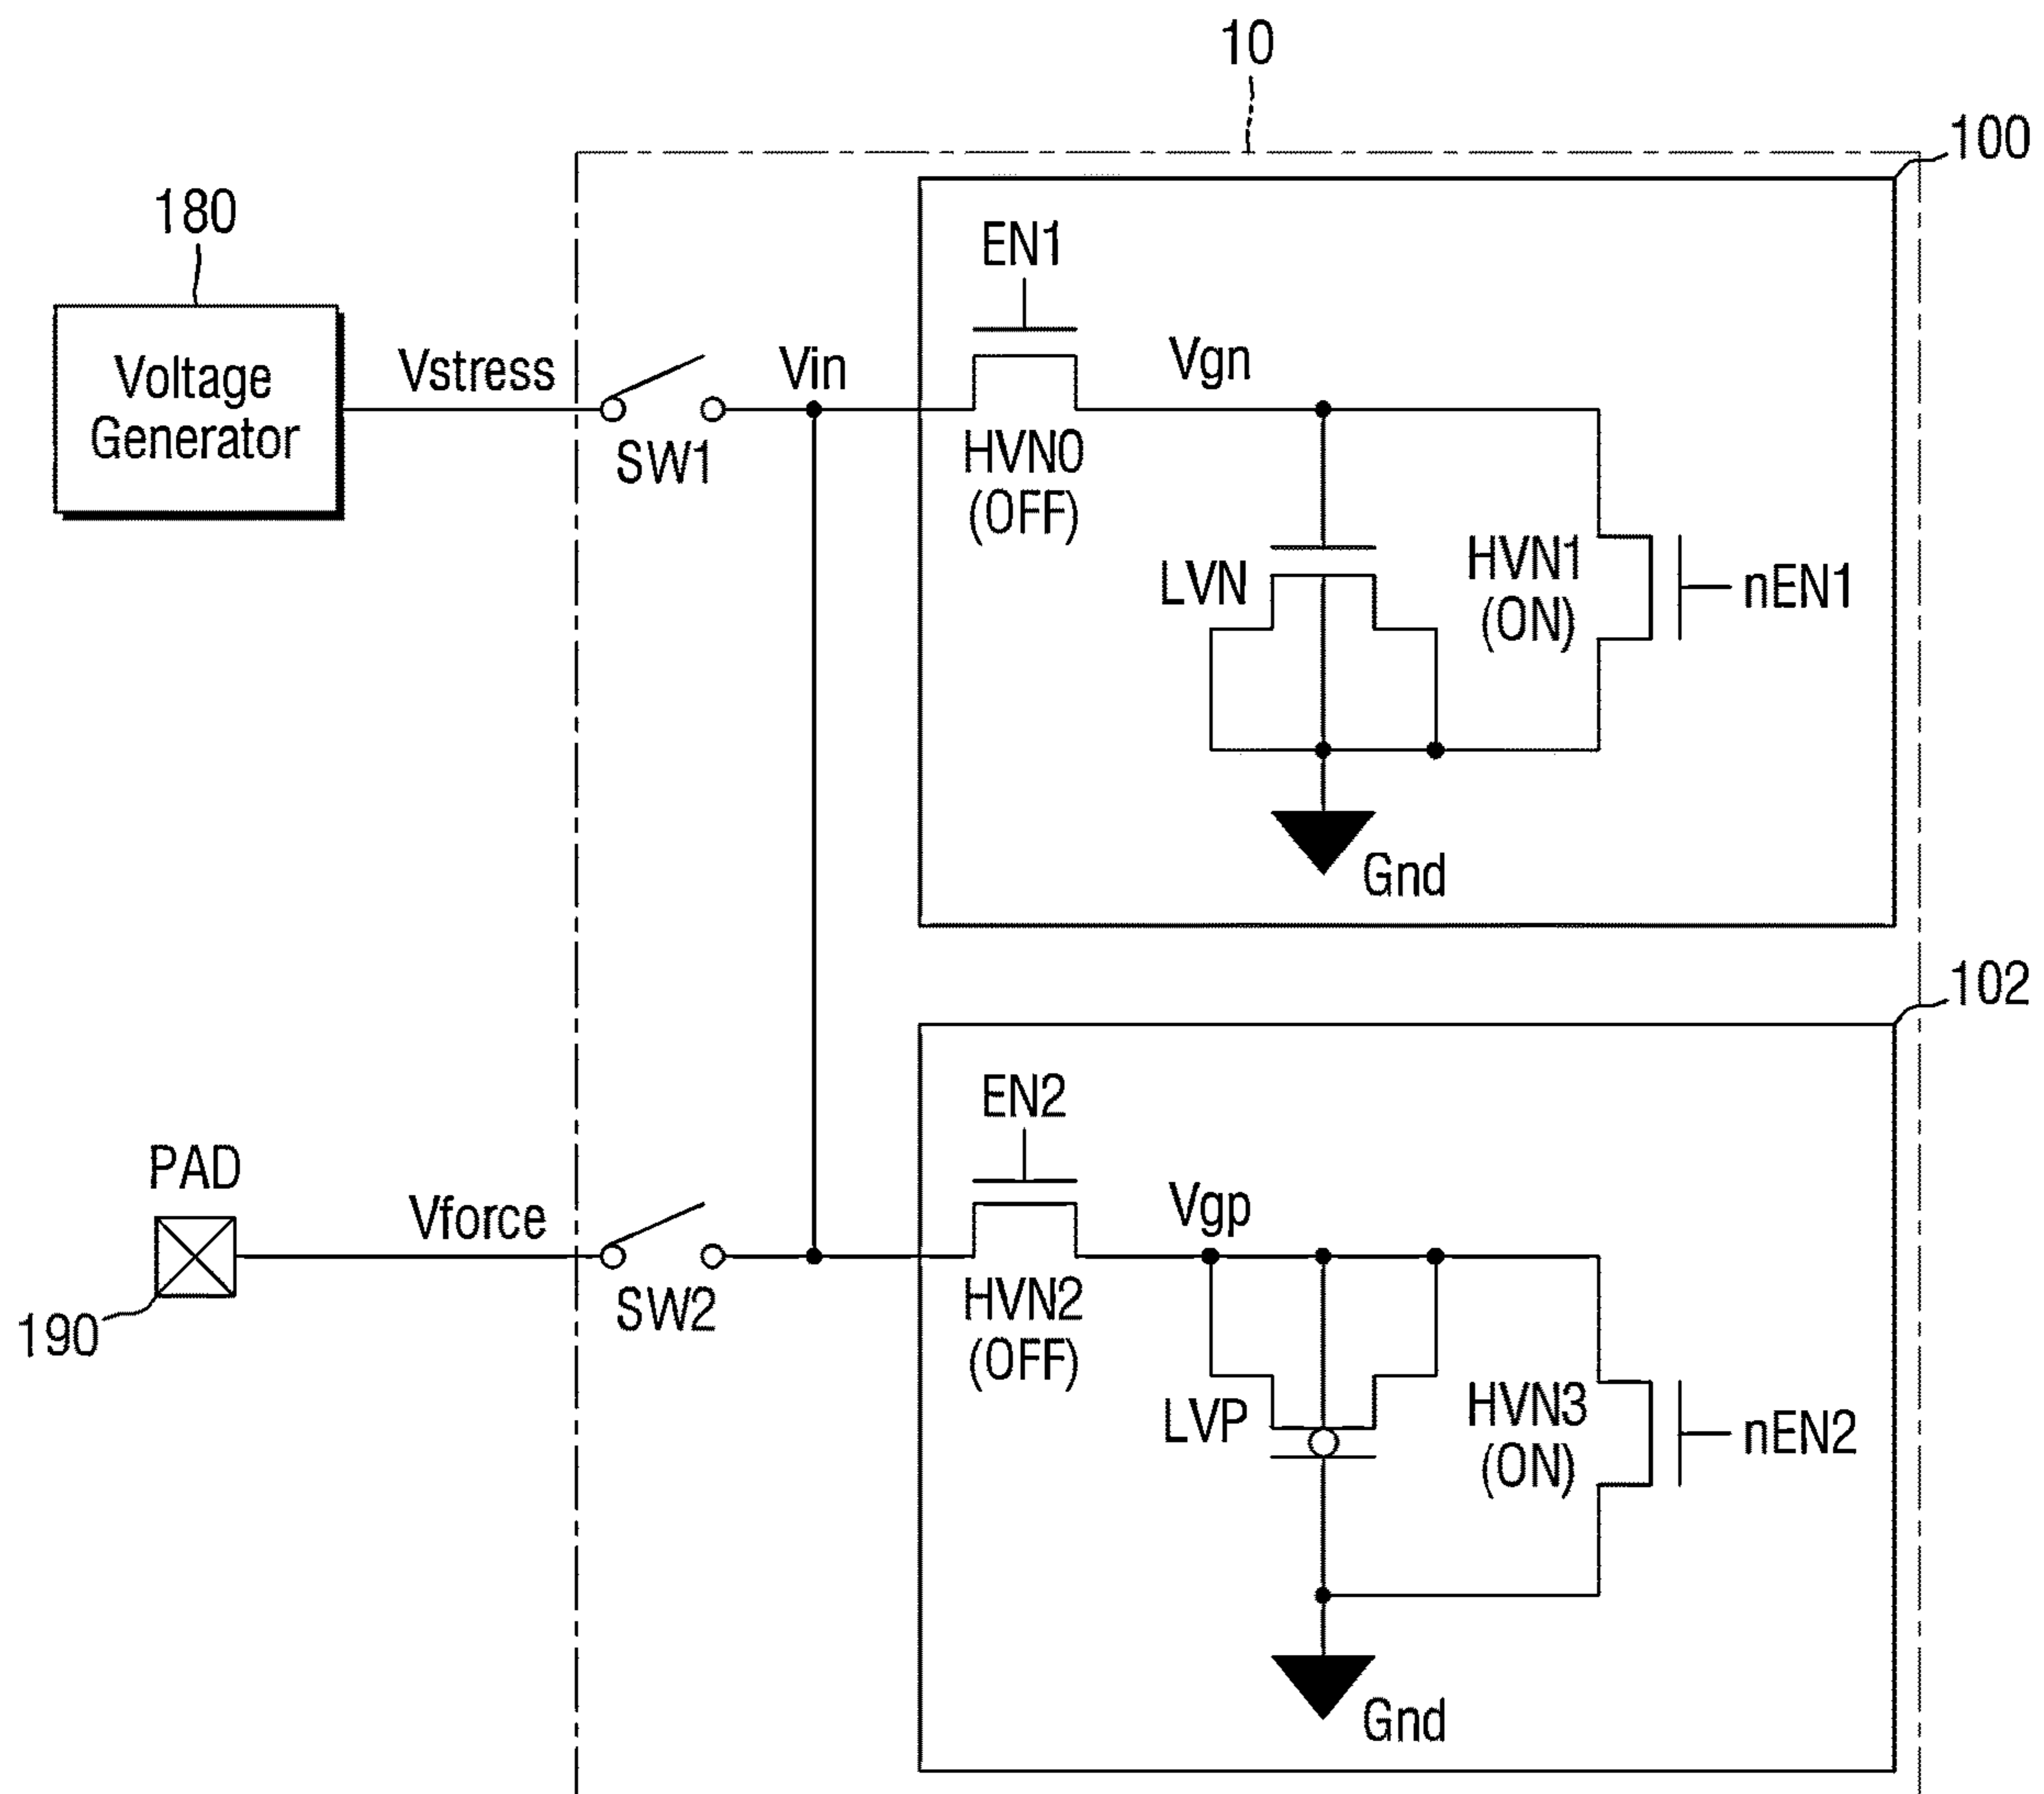 10
100
180
EN1
Voltage
Generator
Vstress
Vin
Vgn
SW1
HVN0
(OFF)
LVN
HVN1
(ON)
nEN1
Gnd
102
EN2
PAD
Vforce
Vgp
190
SW2
HVN2
(OFF)
LVP
HVN3
(ON)
nEN2
Gnd